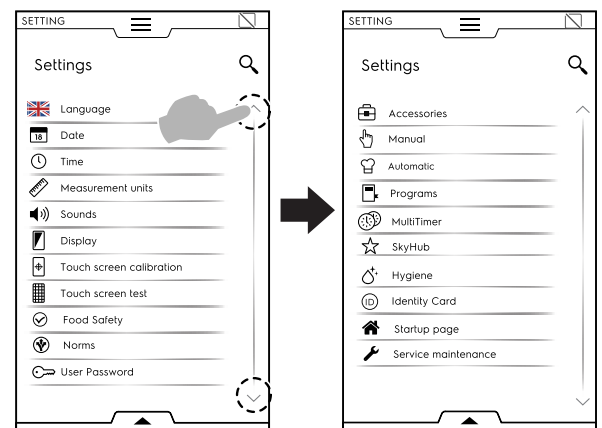 SETTING
Settings
Language
18
Date
Time
Measurement units
Sounds
Display
Touch screen calibration
Touch screen test
Food Safety
Norms
User Password
SETTING
Settings
Accessories
Manual
Automatic
Programs
MultiTimer
SkyHub
Hygiene
ID
Identity Card
Startup page
Service maintenance